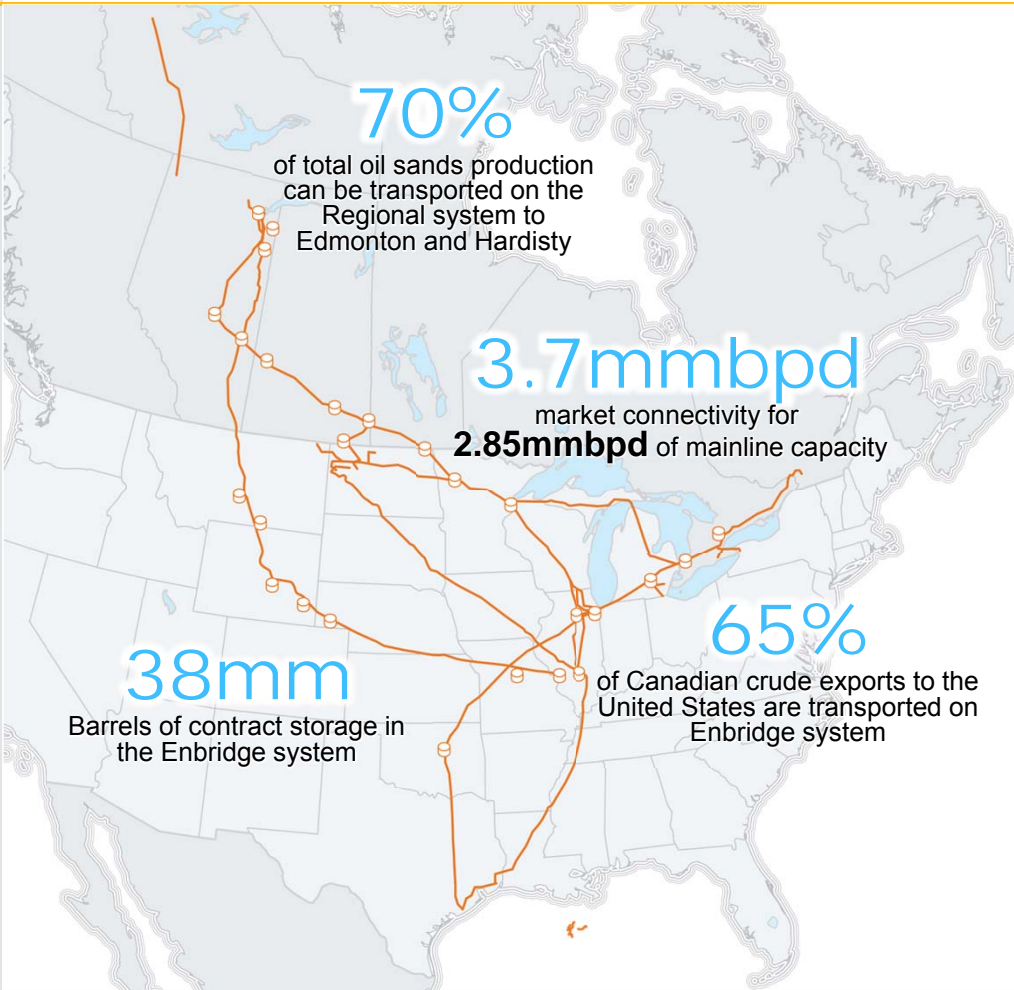 70%
of total oil sands production
can be transported on the
Regional system to
Edmonton and Hardisty
3.7mmbpd
market connectivity for
2.85mmbpd of mainline capacity
65%
of Canadian crude exports to the
United States are transported on
Enbridge system
38mm
Barrels of contract storage in
the Enbridge system